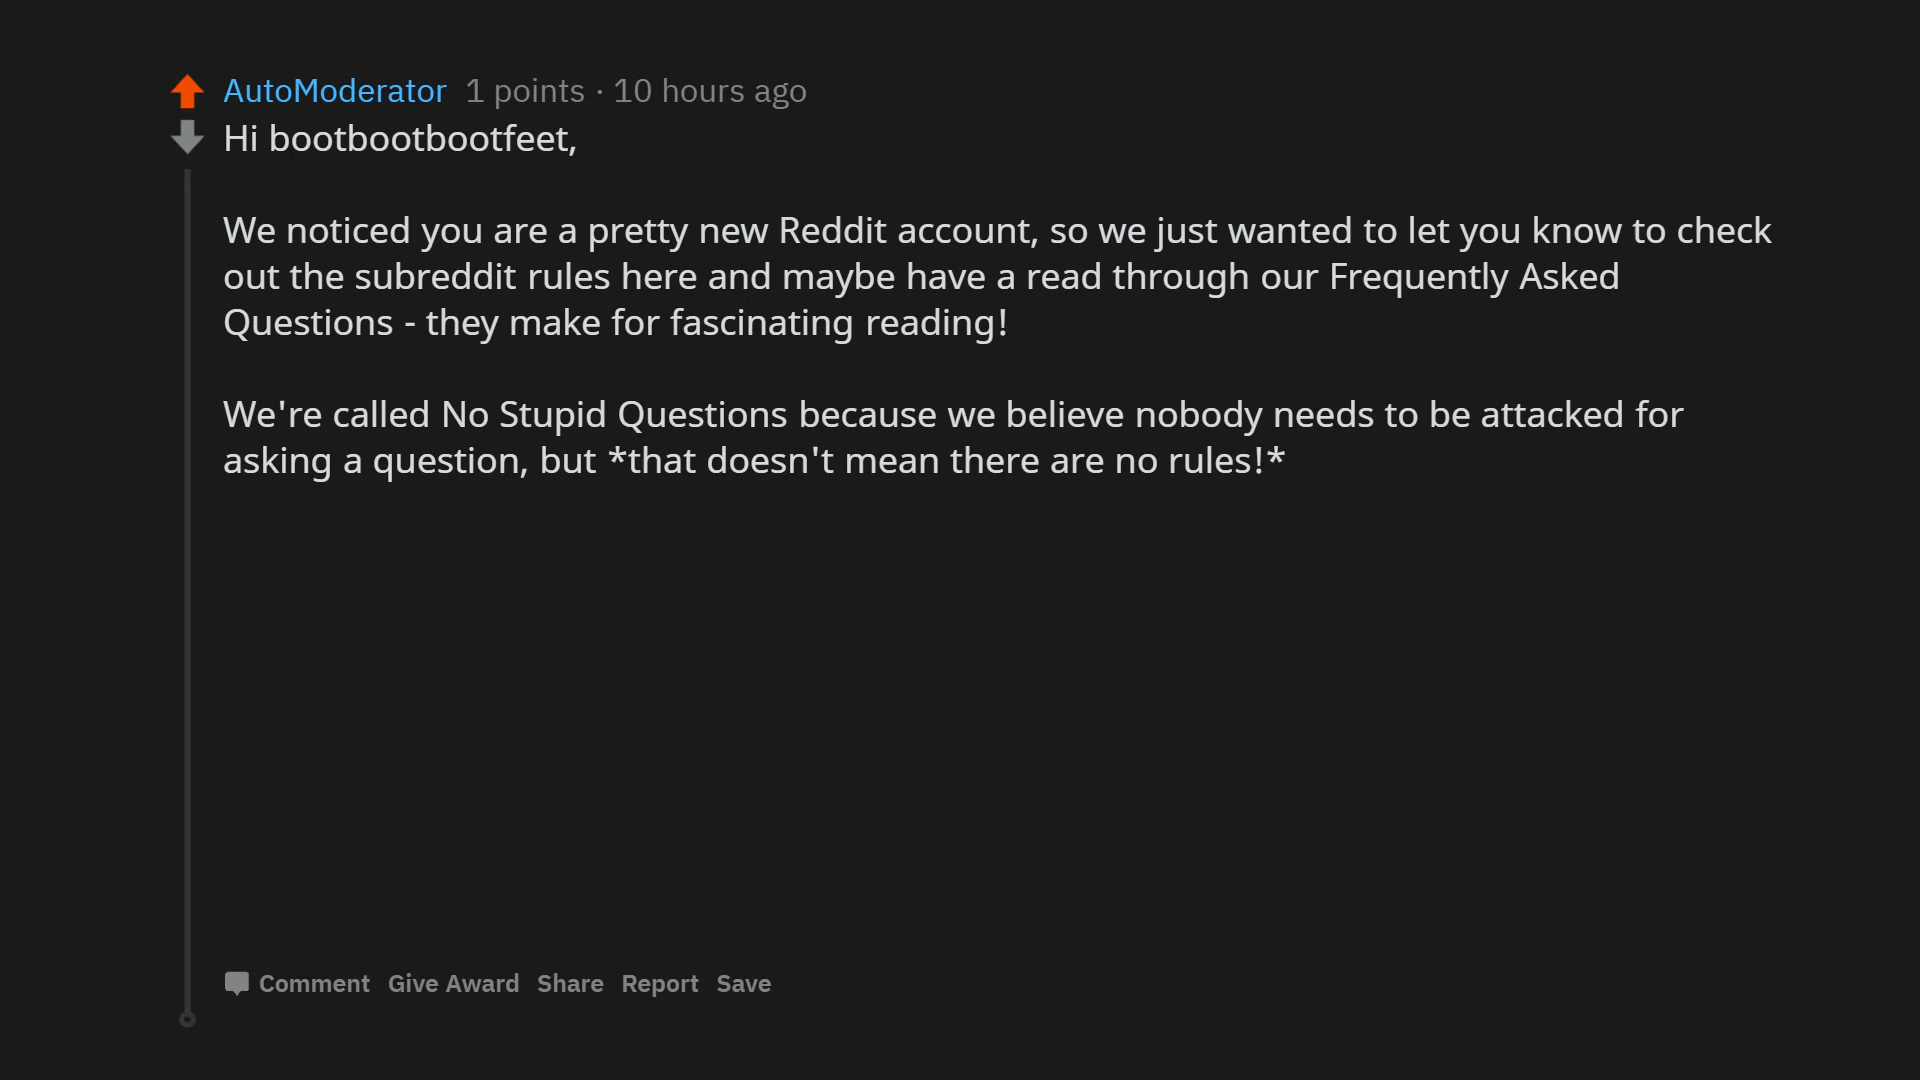 AutoModerator 1 points · 10 hours ago
Hi bootbootbootfeet,
We noticed you are a pretty new Reddit account, so we just wanted to let you know to check
out the subreddit rules here and maybe have a read through our Frequently Asked
Questions - they make for fascinating reading!
We're called No Stupid Questions because we believe nobody needs to be attacked for
asking a question, but *that doesn't mean there are no rules!*
Comment Give Award Share Report Save